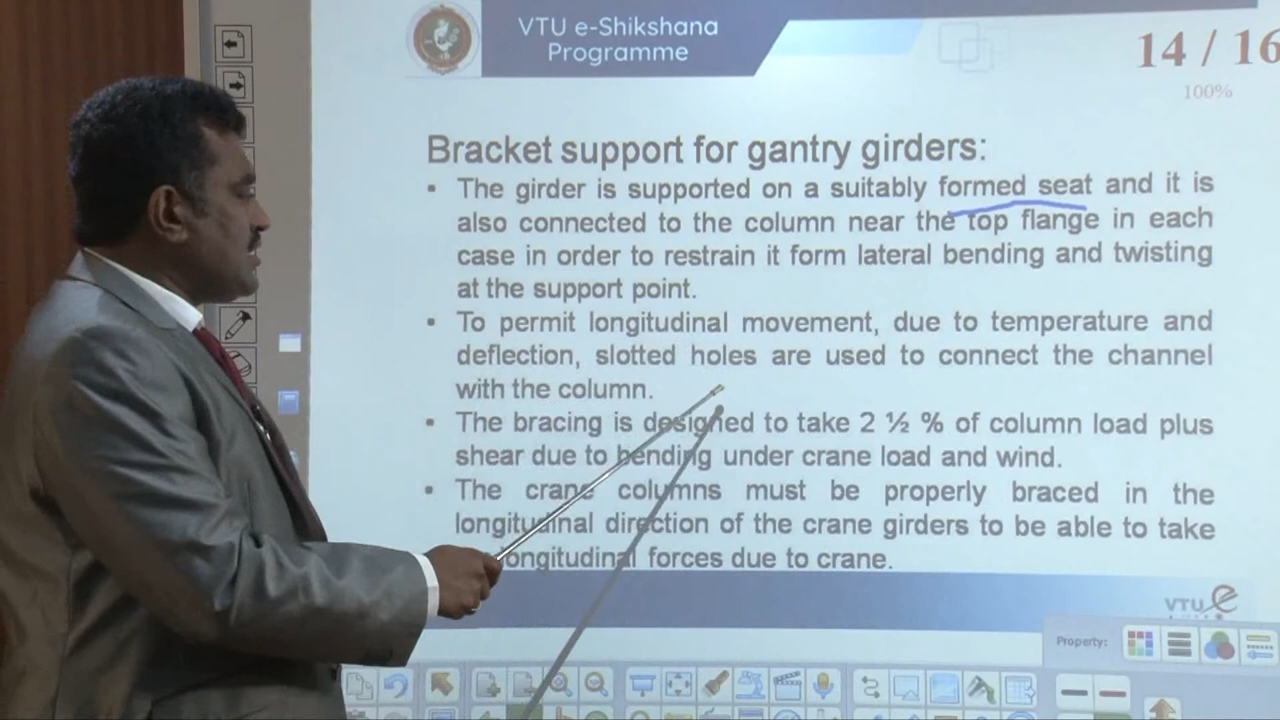 VTU e-Shikshana
Programme
14 / 16
100%
Bracket support for gantry girders:
▪ The girder is supported on a suitably formed seat and it is
also connected to the column near the top flange in each
case in order to restrain it form lateral bending and twisting
at the support point.
▪ To permit longitudinal movement, due to temperature and
deflection, slotted holes are used to connect the channel
with the column.
▪ The bracing is designed to take 2 ½ % of column load plus
shear due to bending under crane load and wind.
▪ The crane columns must be properly braced in the
longitudinal direction of the crane girders to be able to take
longitudinal forces due to crane.
VTU e
Property: